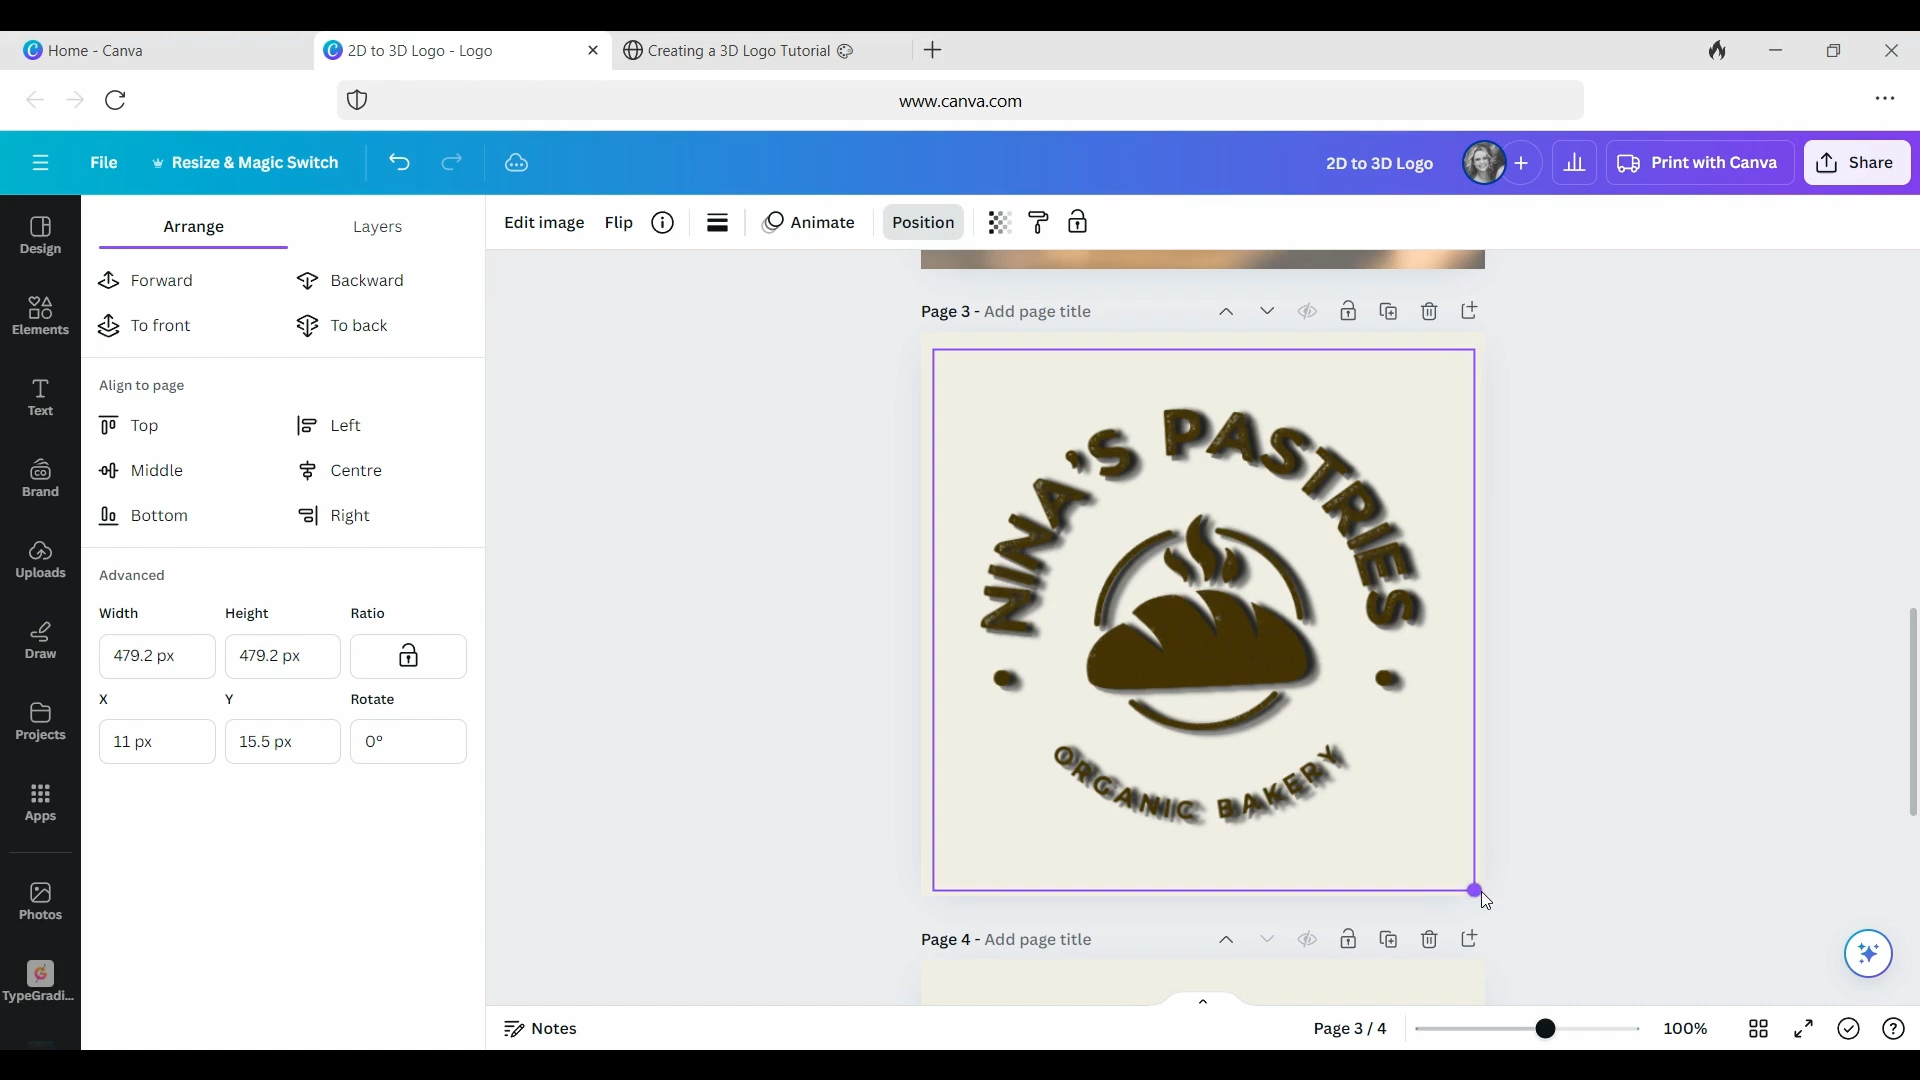 Home - Canva
2D to 3D Logo - Logo
Creating a 3D Logo Tutorial
www.canva.com
File
Resize & Magic Switch
2D to 3D Logo
Print with Canva
Share
Design
Elements
Text
Brand
Uploads
Draw
Projects
Apps
Photos
TypeGradi...
Arrange
Layers
Forward
Backward
To front
To back
Align to page
Top
Left
Middle
Centre
Bottom
Right
Advanced
Width
Height
Ratio
479.2 px
479.2 px
X
Y
Rotate
11 px
15.5 px
0°
Edit image
Flip
Animate
Position
Page 3 - Add page title
NINA'S PASTRIES
ORGANIC BAKERY
Page 4 - Add page title
Notes
Page 3 / 4
100%